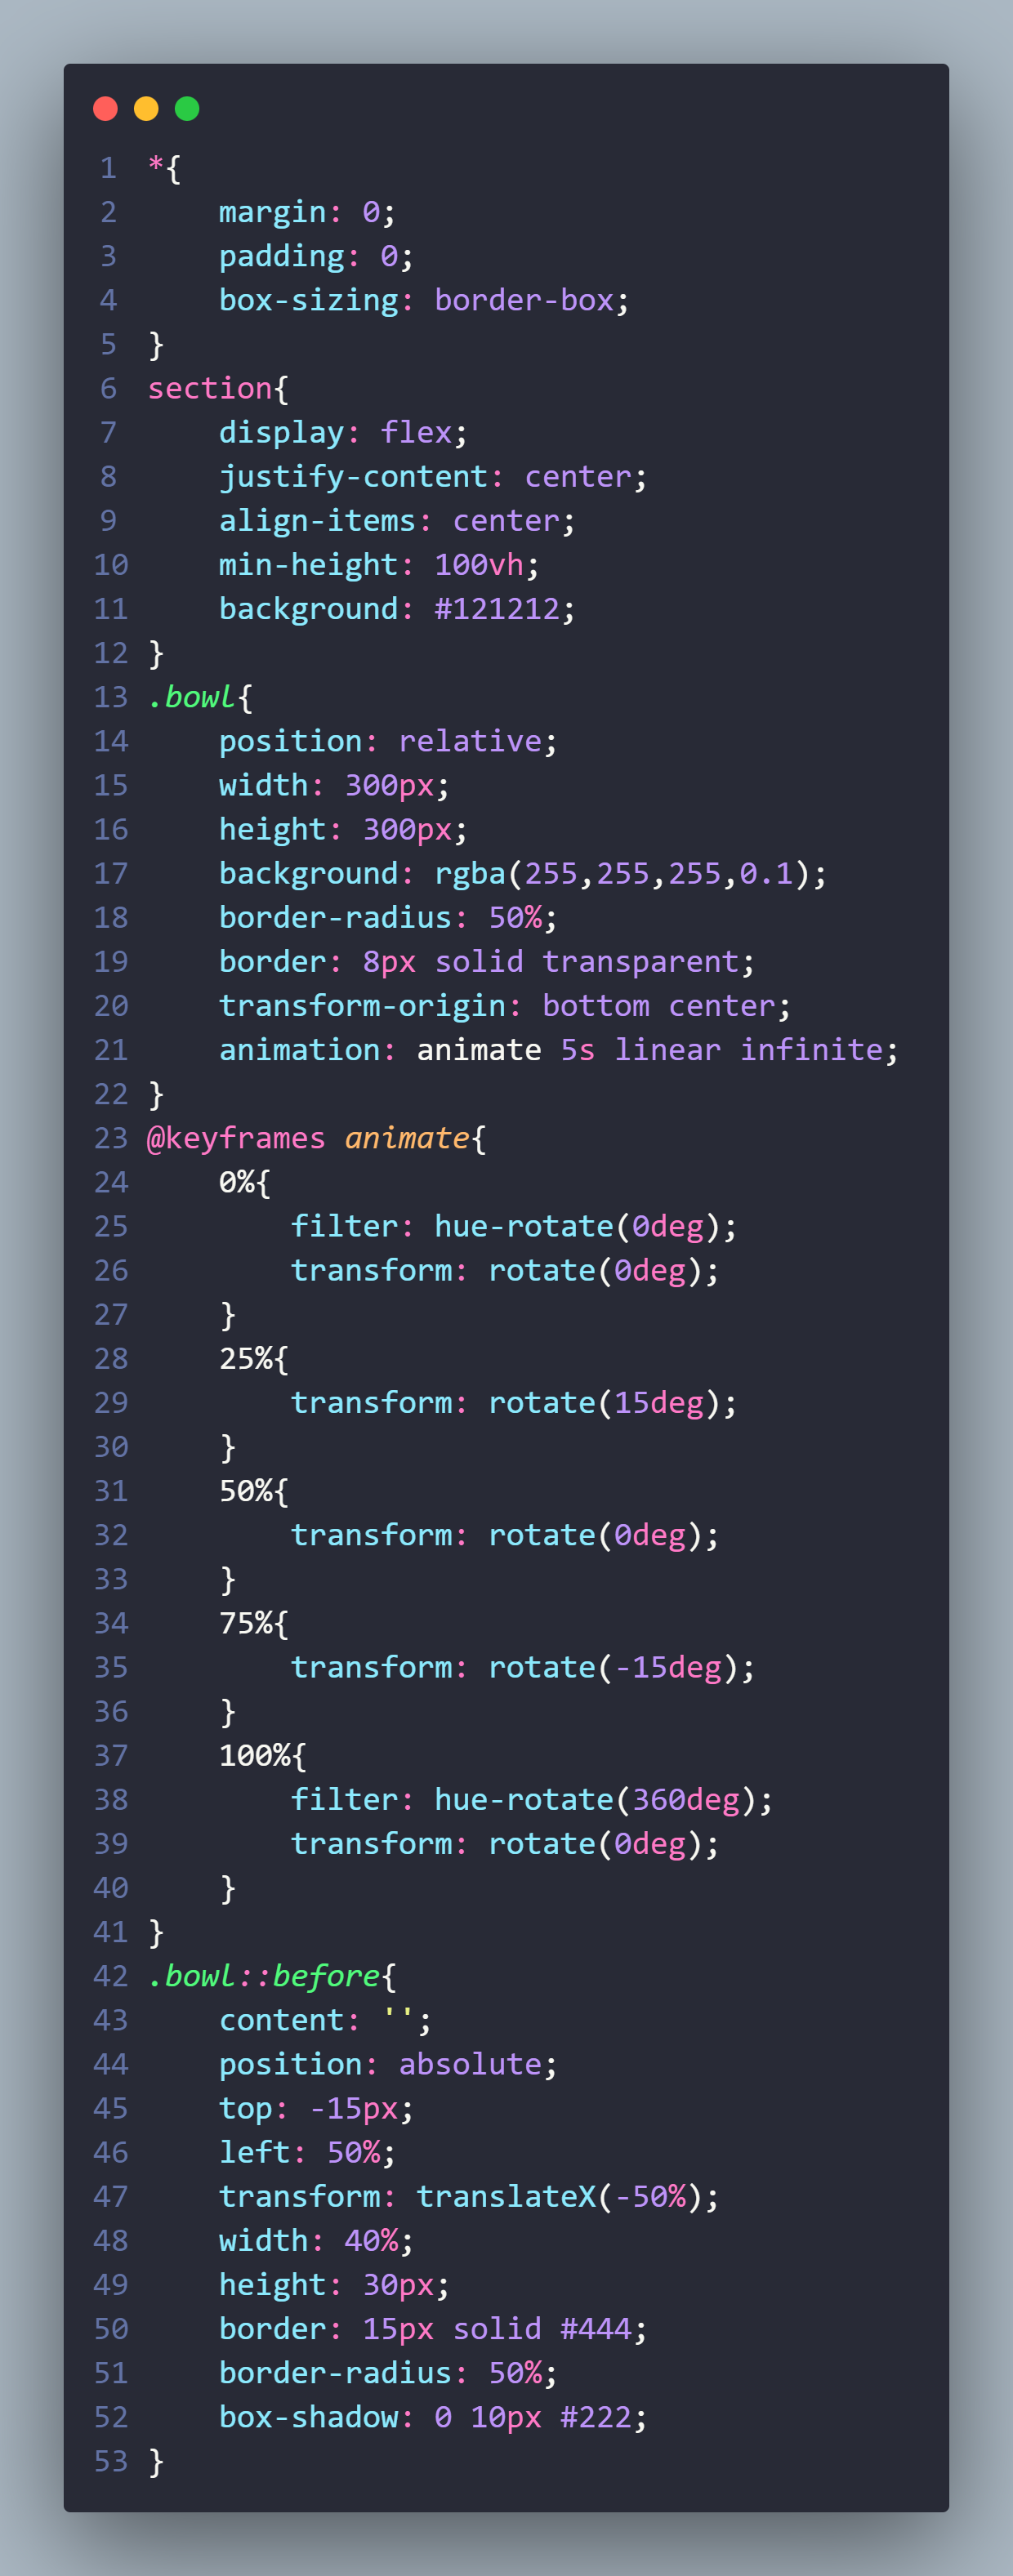 1 *{
2     margin: 0;
3     padding: 0;
4     box-sizing: border-box;
5 }
6 section{
7     display: flex;
8     justify-content: center;
9     align-items: center;
10     min-height: 100vh;
11     background: #121212;
12 }
13 .bowl{
14     position: relative;
15     width: 300px;
16     height: 300px;
17     background: rgba(255,255,255,0.1);
18     border-radius: 50%;
19     border: 8px solid transparent;
20     transform-origin: bottom center;
21     animation: animate 5s linear infinite;
22 }
23 @keyframes animate{
24     0%{
25         filter: hue-rotate(0deg);
26         transform: rotate(0deg);
27     }
28     25%{
29         transform: rotate(15deg);
30     }
31     50%{
32         transform: rotate(0deg);
33     }
34     75%{
35         transform: rotate(-15deg);
36     }
37     100%{
38         filter: hue-rotate(360deg);
39         transform: rotate(0deg);
40     }
41 }
42 .bowl::before{
43     content: '';
44     position: absolute;
45     top: -15px;
46     left: 50%;
47     transform: translateX(-50%);
48     width: 40%;
49     height: 30px;
50     border: 15px solid #444;
51     border-radius: 50%;
52     box-shadow: 0 10px #222;
53 }